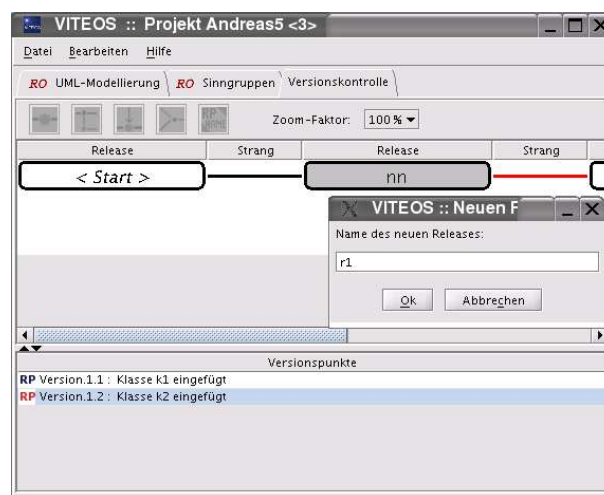 VITEOS :: Projekt Andreas5 <3>
Datei Bearbeiten Hilfe
RO UML-Modellierung RO Sinngruppen Versionskontrolle
RP HOME Zoom-Faktor: 100 %
Release Strang Release Strang
< Start > nn
VITEOS :: Neuen F
Name des neuen Releases:
r1
Ok Abbrechen
Versionspunkte
RP Version.1.1 : Klasse k1 eingefügt
RP Version.1.2 : Klasse k2 eingefügt